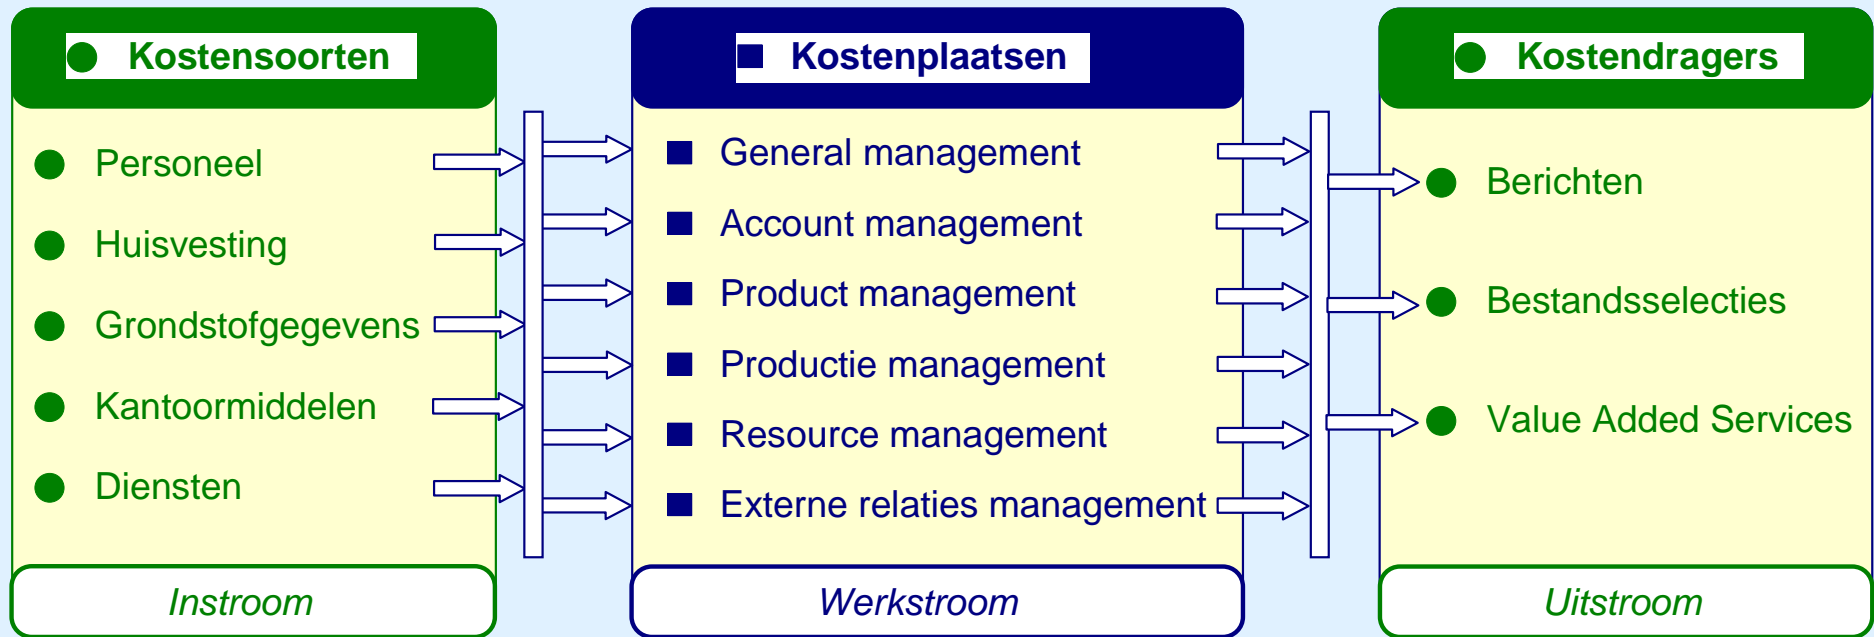 Kostensoorten
Personeel
Huisvesting
Grondstofgegevens
Kantoormiddelen
Diensten
Instroom
Kostenplaatsen
General management
Account management
Product management
Productie management
Resource management
Externe relaties management
Werkstroom
Kostendragers
Berichten
Bestandsselecties
Value Added Services
Uitstroom